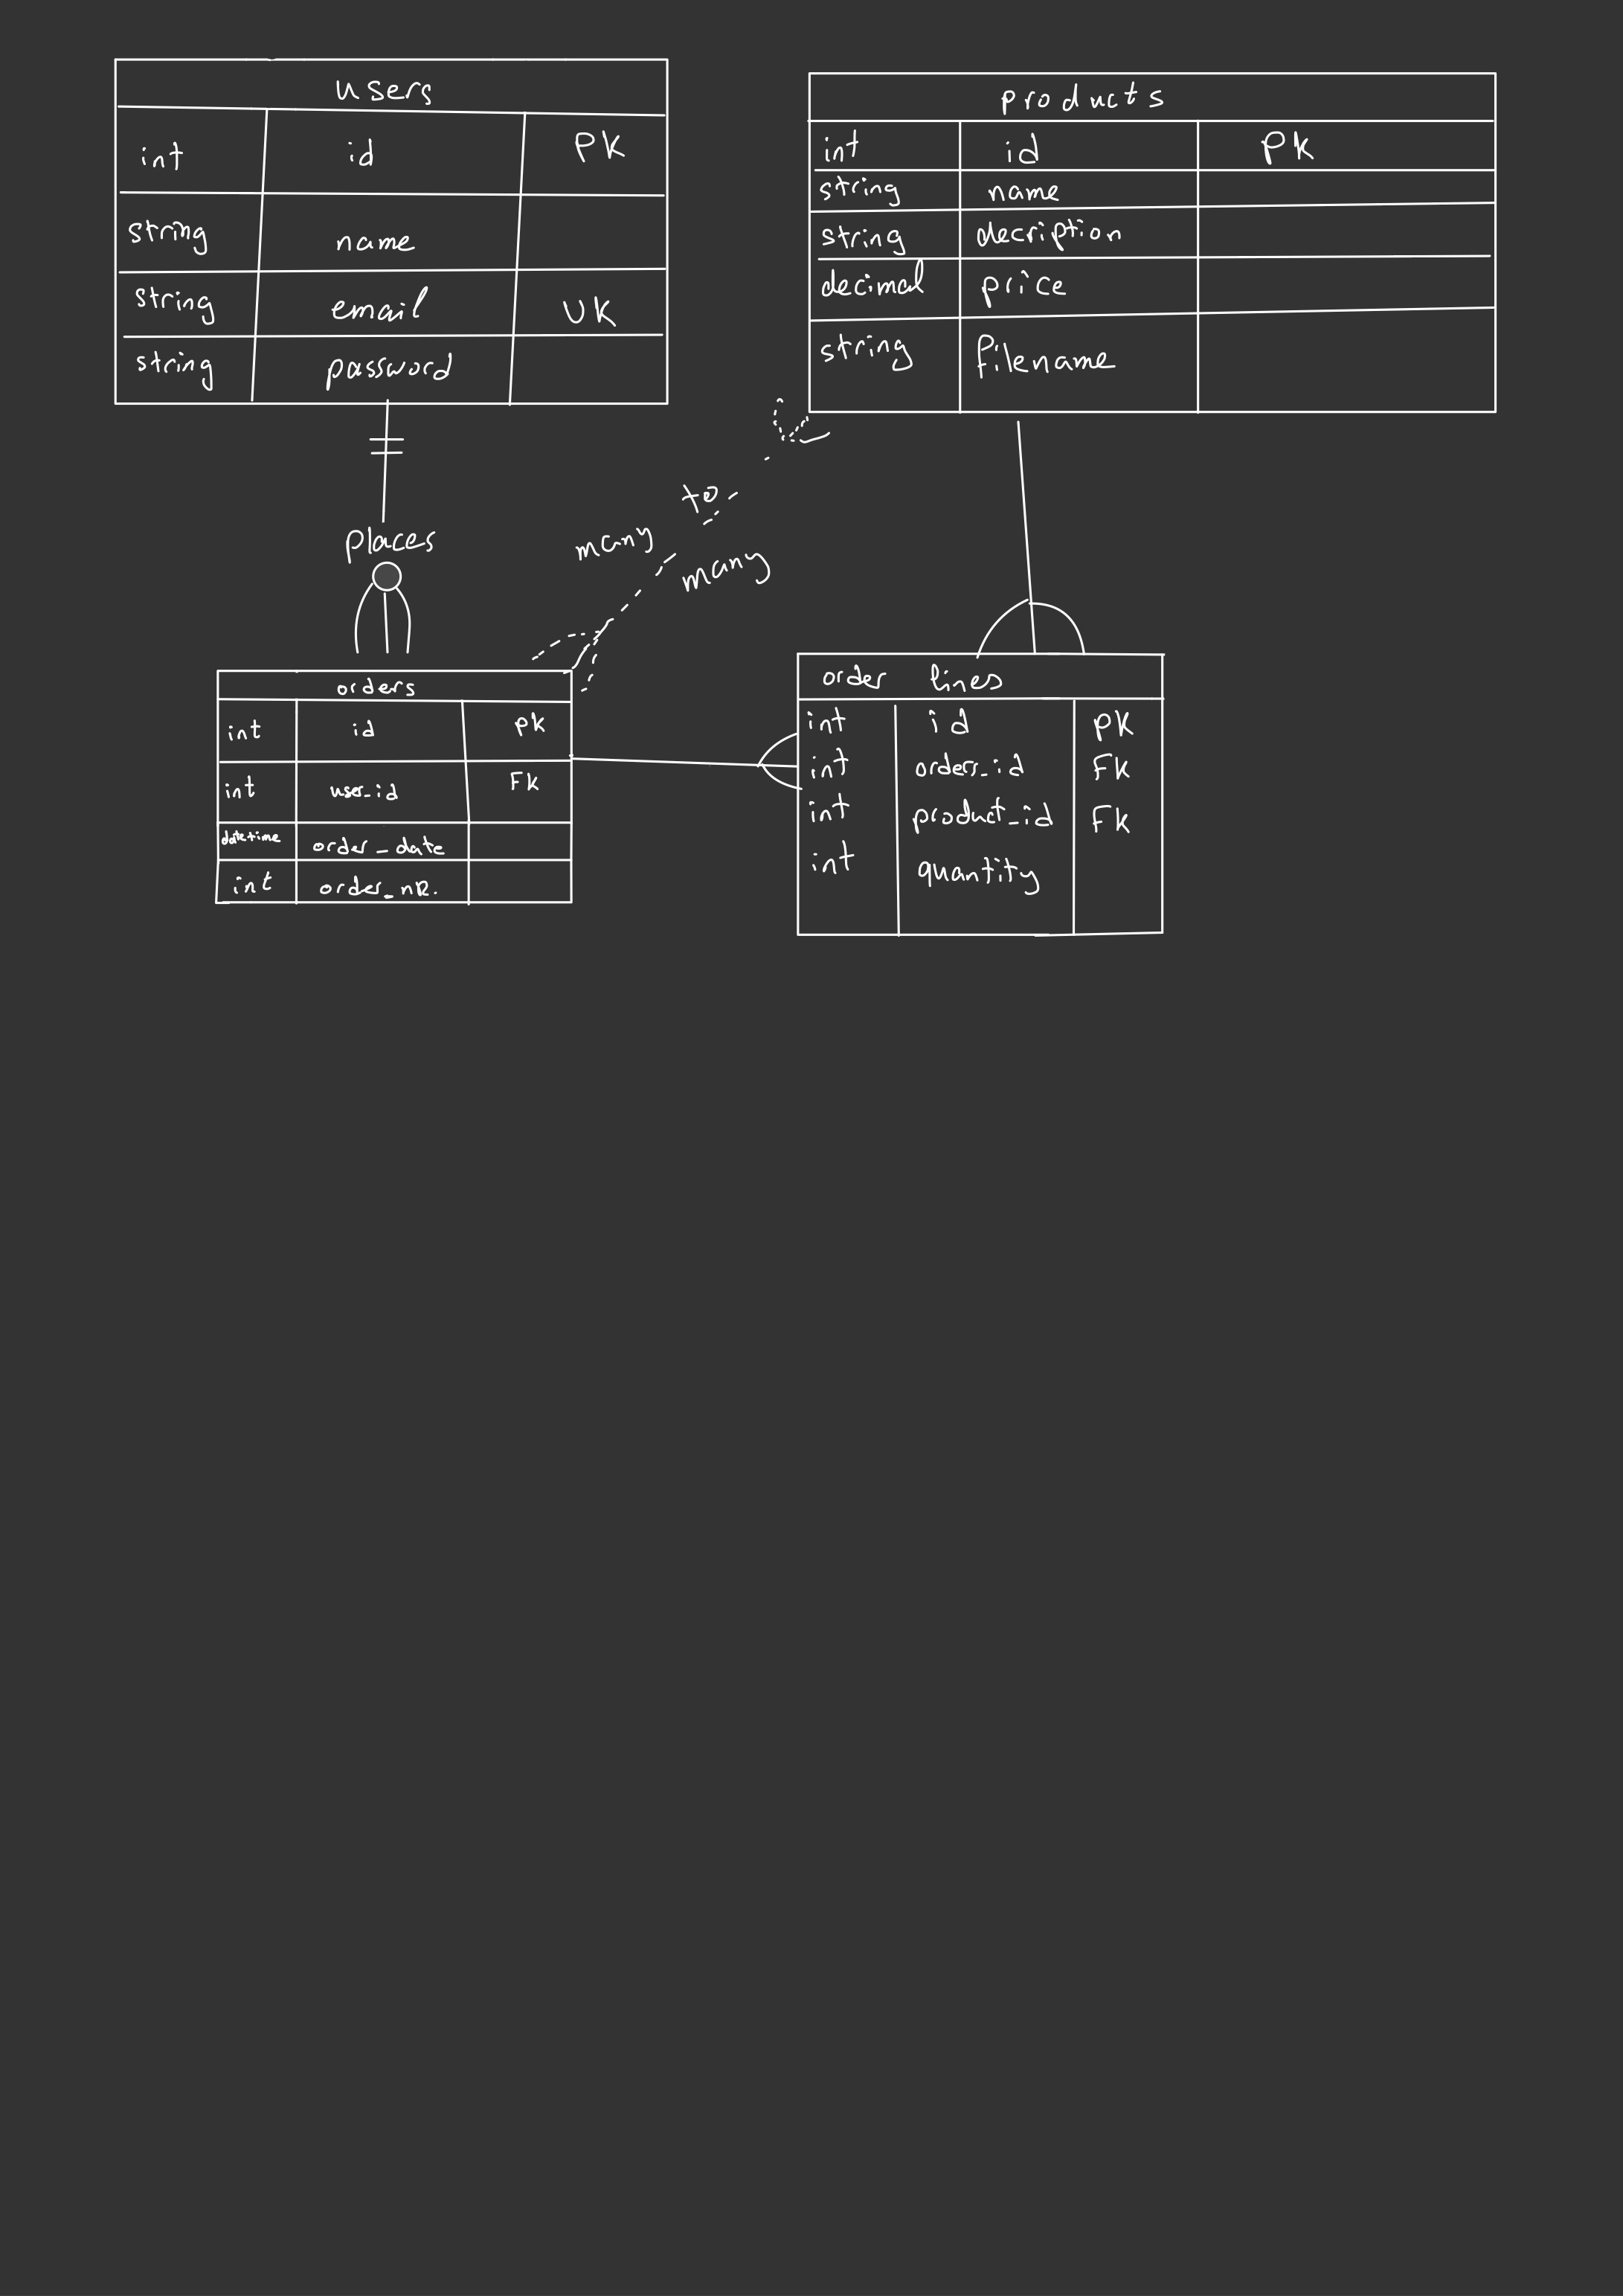 users
int id PK
string name
string email UK
string password
products
int id PK
string name
string decription
decimal price
string filename
places
many to
many
orders
int id PK
int user_id FK
datetime order_date
int order_nr.
order lines
int id PK
int orders_id FK
int product_id FK
int quantity